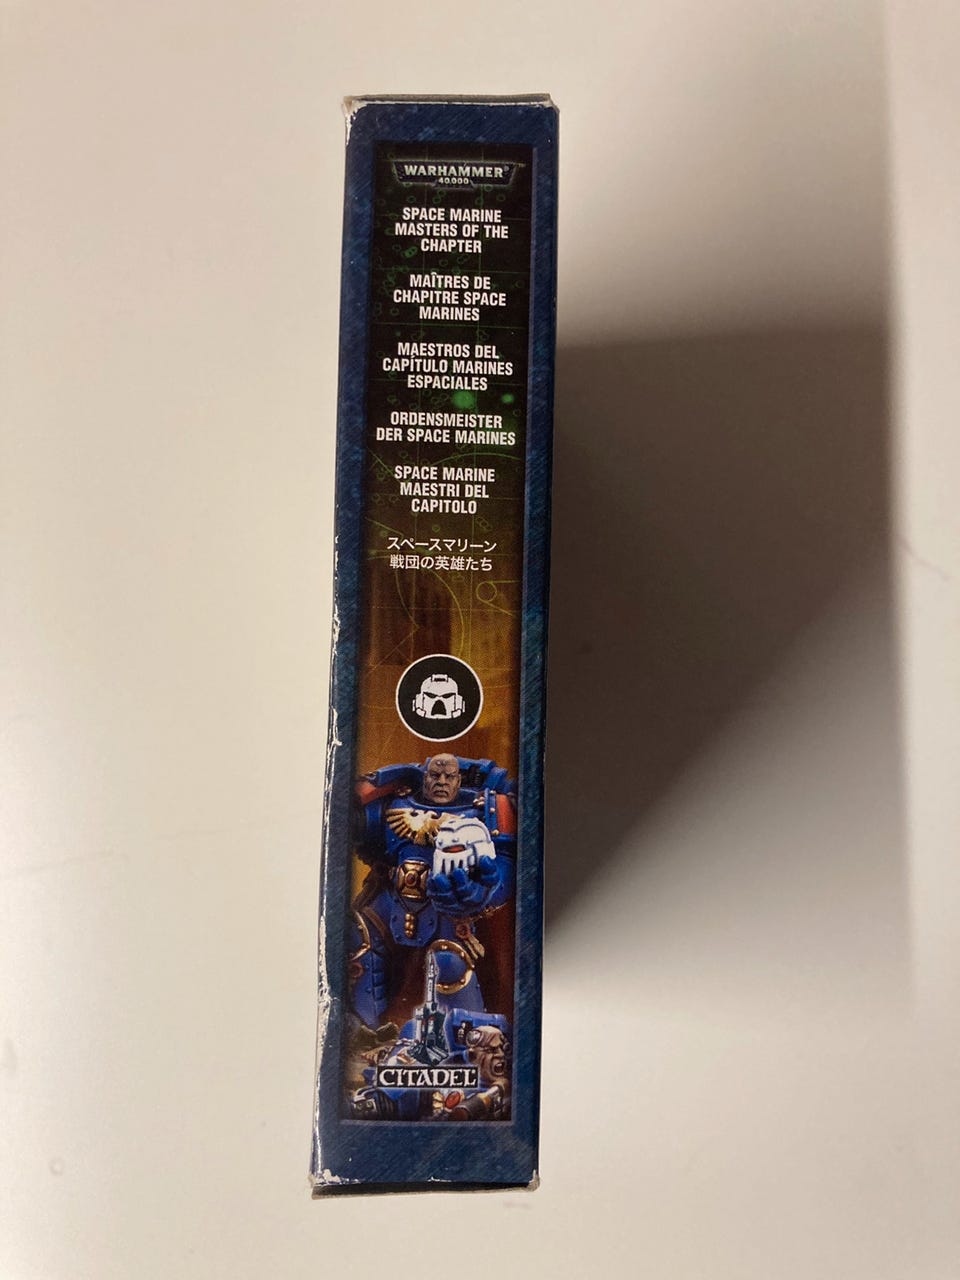 WARHAMMER®™
40,000
SPACE MARINE
MASTERS OF THE
CHAPTER
MAÎTRES DE
CHAPITRE SPACE
MARINES
MAESTROS DEL
CAPÍTULO MARINES
ESPACIALES
ORDENSMEISTER
DER SPACE MARINES
SPACE MARINE
MAESTRI DEL
CAPITOLO
スペースマリーン
戦団の英雄たち
CITADEL